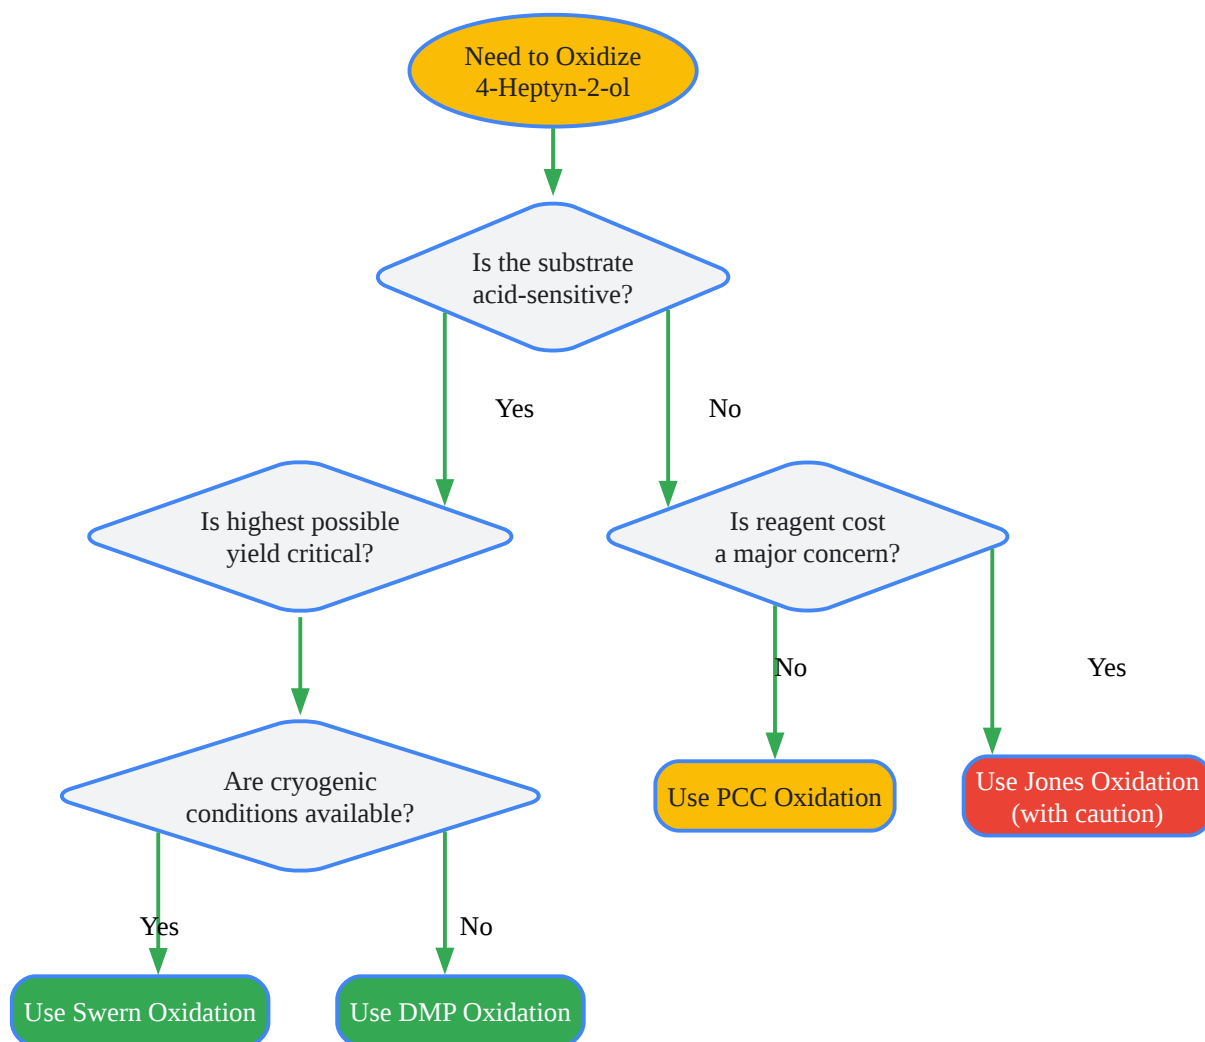 Need to Oxidize
4-Heptyn-2-ol
Is the substrate
acid-sensitive?
Yes
No
Is highest possible
yield critical?
Is reagent cost
a major concern?
No
Yes
Are cryogenic
conditions available?
Use PCC Oxidation
Use Jones Oxidation
(with caution)
Yes
No
Use Swern Oxidation
Use DMP Oxidation